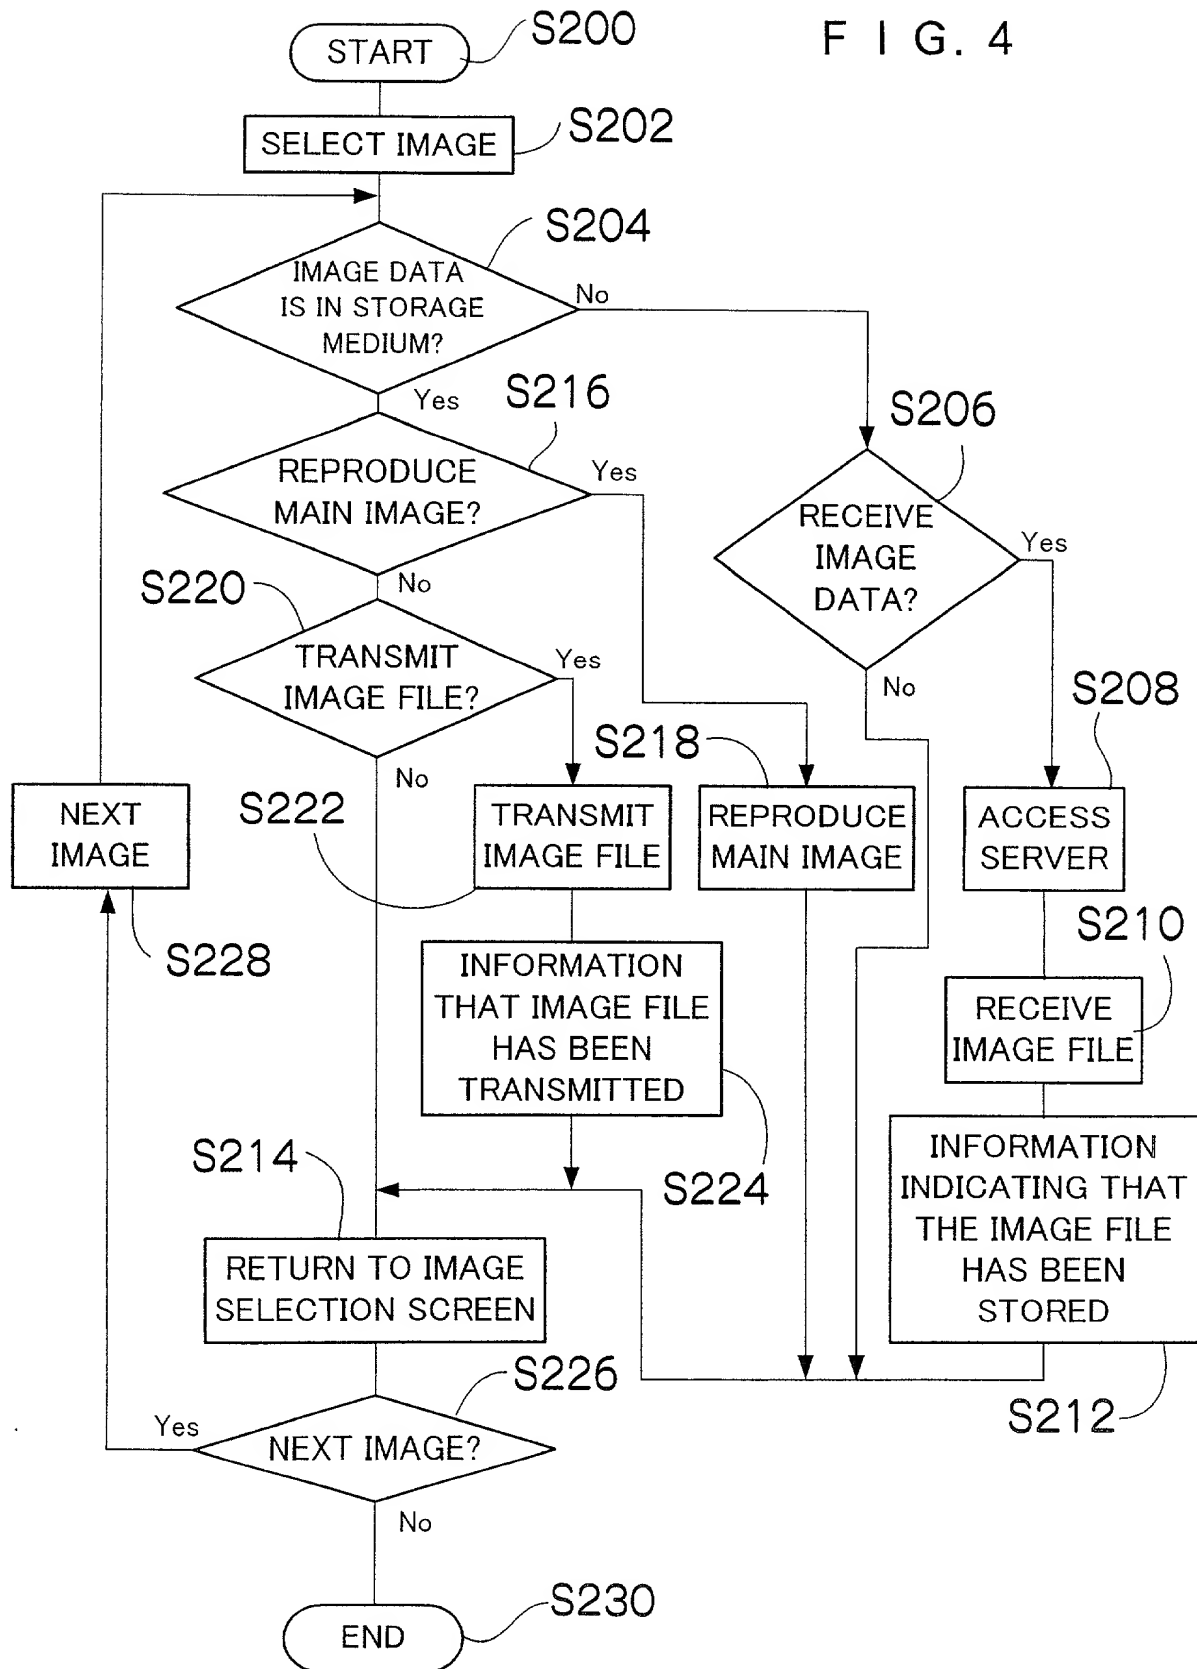 START
S200
F I G. 4
SELECT IMAGE
S202
S204
IMAGE DATA
IS IN STORAGE
MEDIUM?
No
Yes
S216
S206
REPRODUCE
MAIN IMAGE?
Yes
No
RECEIVE
IMAGE
DATA?
Yes
No
S220
TRANSMIT
IMAGE FILE?
Yes
No
S208
S218
S222
NEXT
IMAGE
TRANSMIT
IMAGE FILE
REPRODUCE
MAIN IMAGE
ACCESS
SERVER
S228
S210
INFORMATION
THAT IMAGE FILE
HAS BEEN
TRANSMITTED
RECEIVE
IMAGE FILE
S214
S224
INFORMATION
INDICATING THAT
THE IMAGE FILE
HAS BEEN
STORED
RETURN TO IMAGE
SELECTION SCREEN
S226
S212
Yes
NEXT IMAGE?
No
S230
END